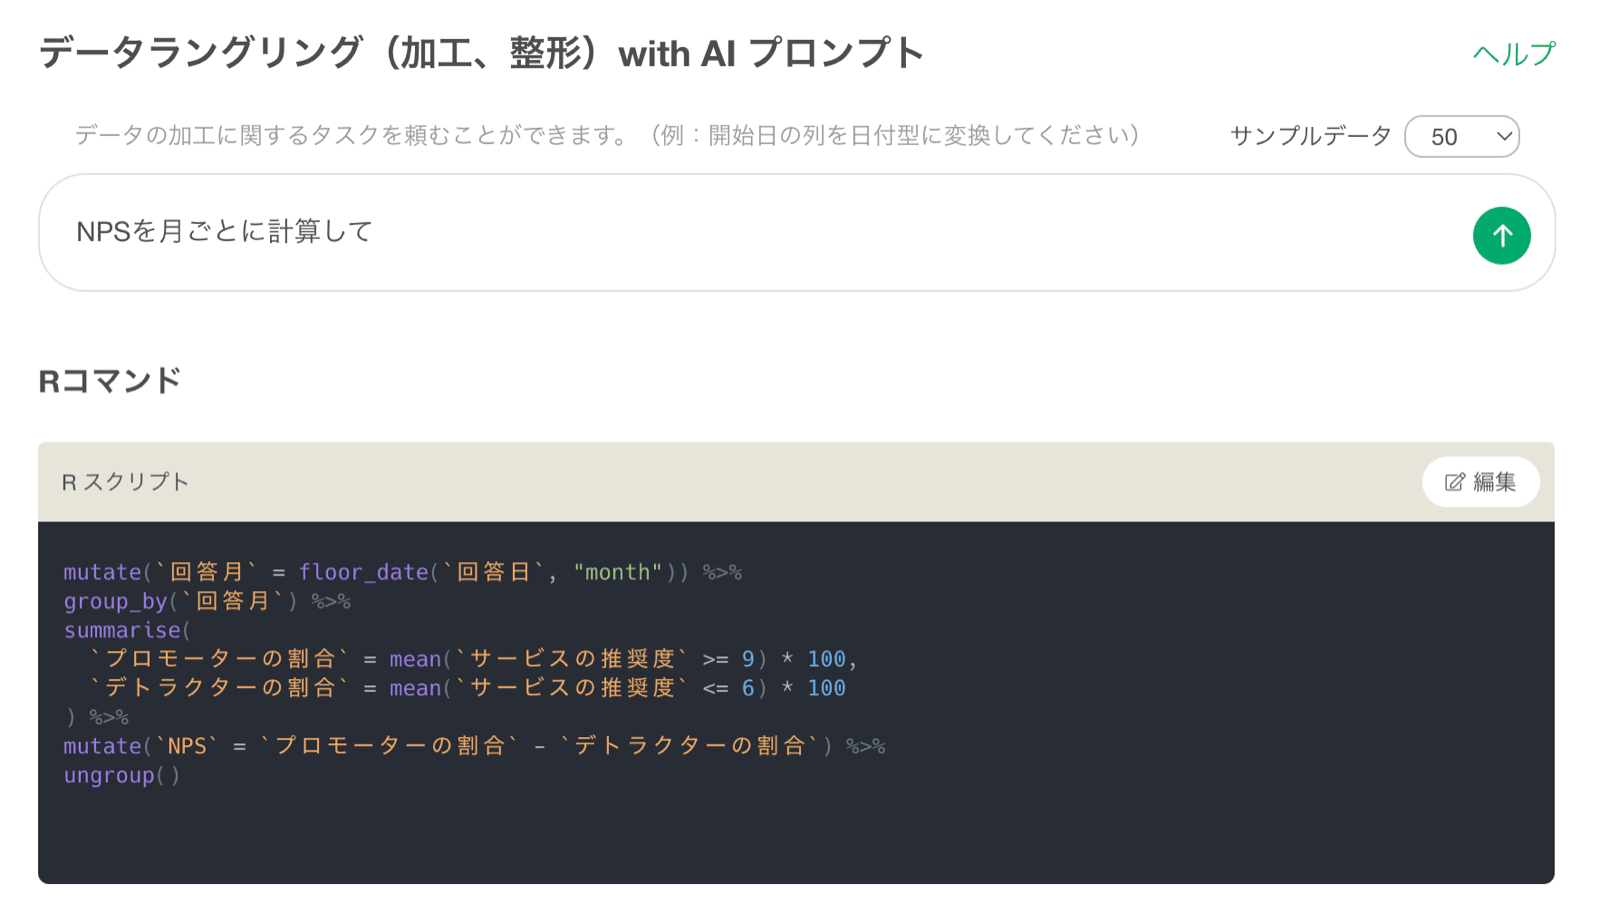 データラングリング（加工、整形）with AI プロンプト
ヘルプ
データの加工に関するタスクを頼むことができます。（例：開始日の列を日付型に変換してください）
サンプルデータ 50
NPSを月ごとに計算して
Rコマンド
R スクリプト
編集
mutate(`回答月` = floor_date(`回答日`, "month")) %>%
group_by(`回答月`) %>%
summarise(
  `プロモーターの割合` = mean(`サービスの推奨度` >= 9) * 100,
  `デトラクターの割合` = mean(`サービスの推奨度` <= 6) * 100
) %>%
mutate(`NPS` = `プロモーターの割合` - `デトラクターの割合`) %>%
ungroup()